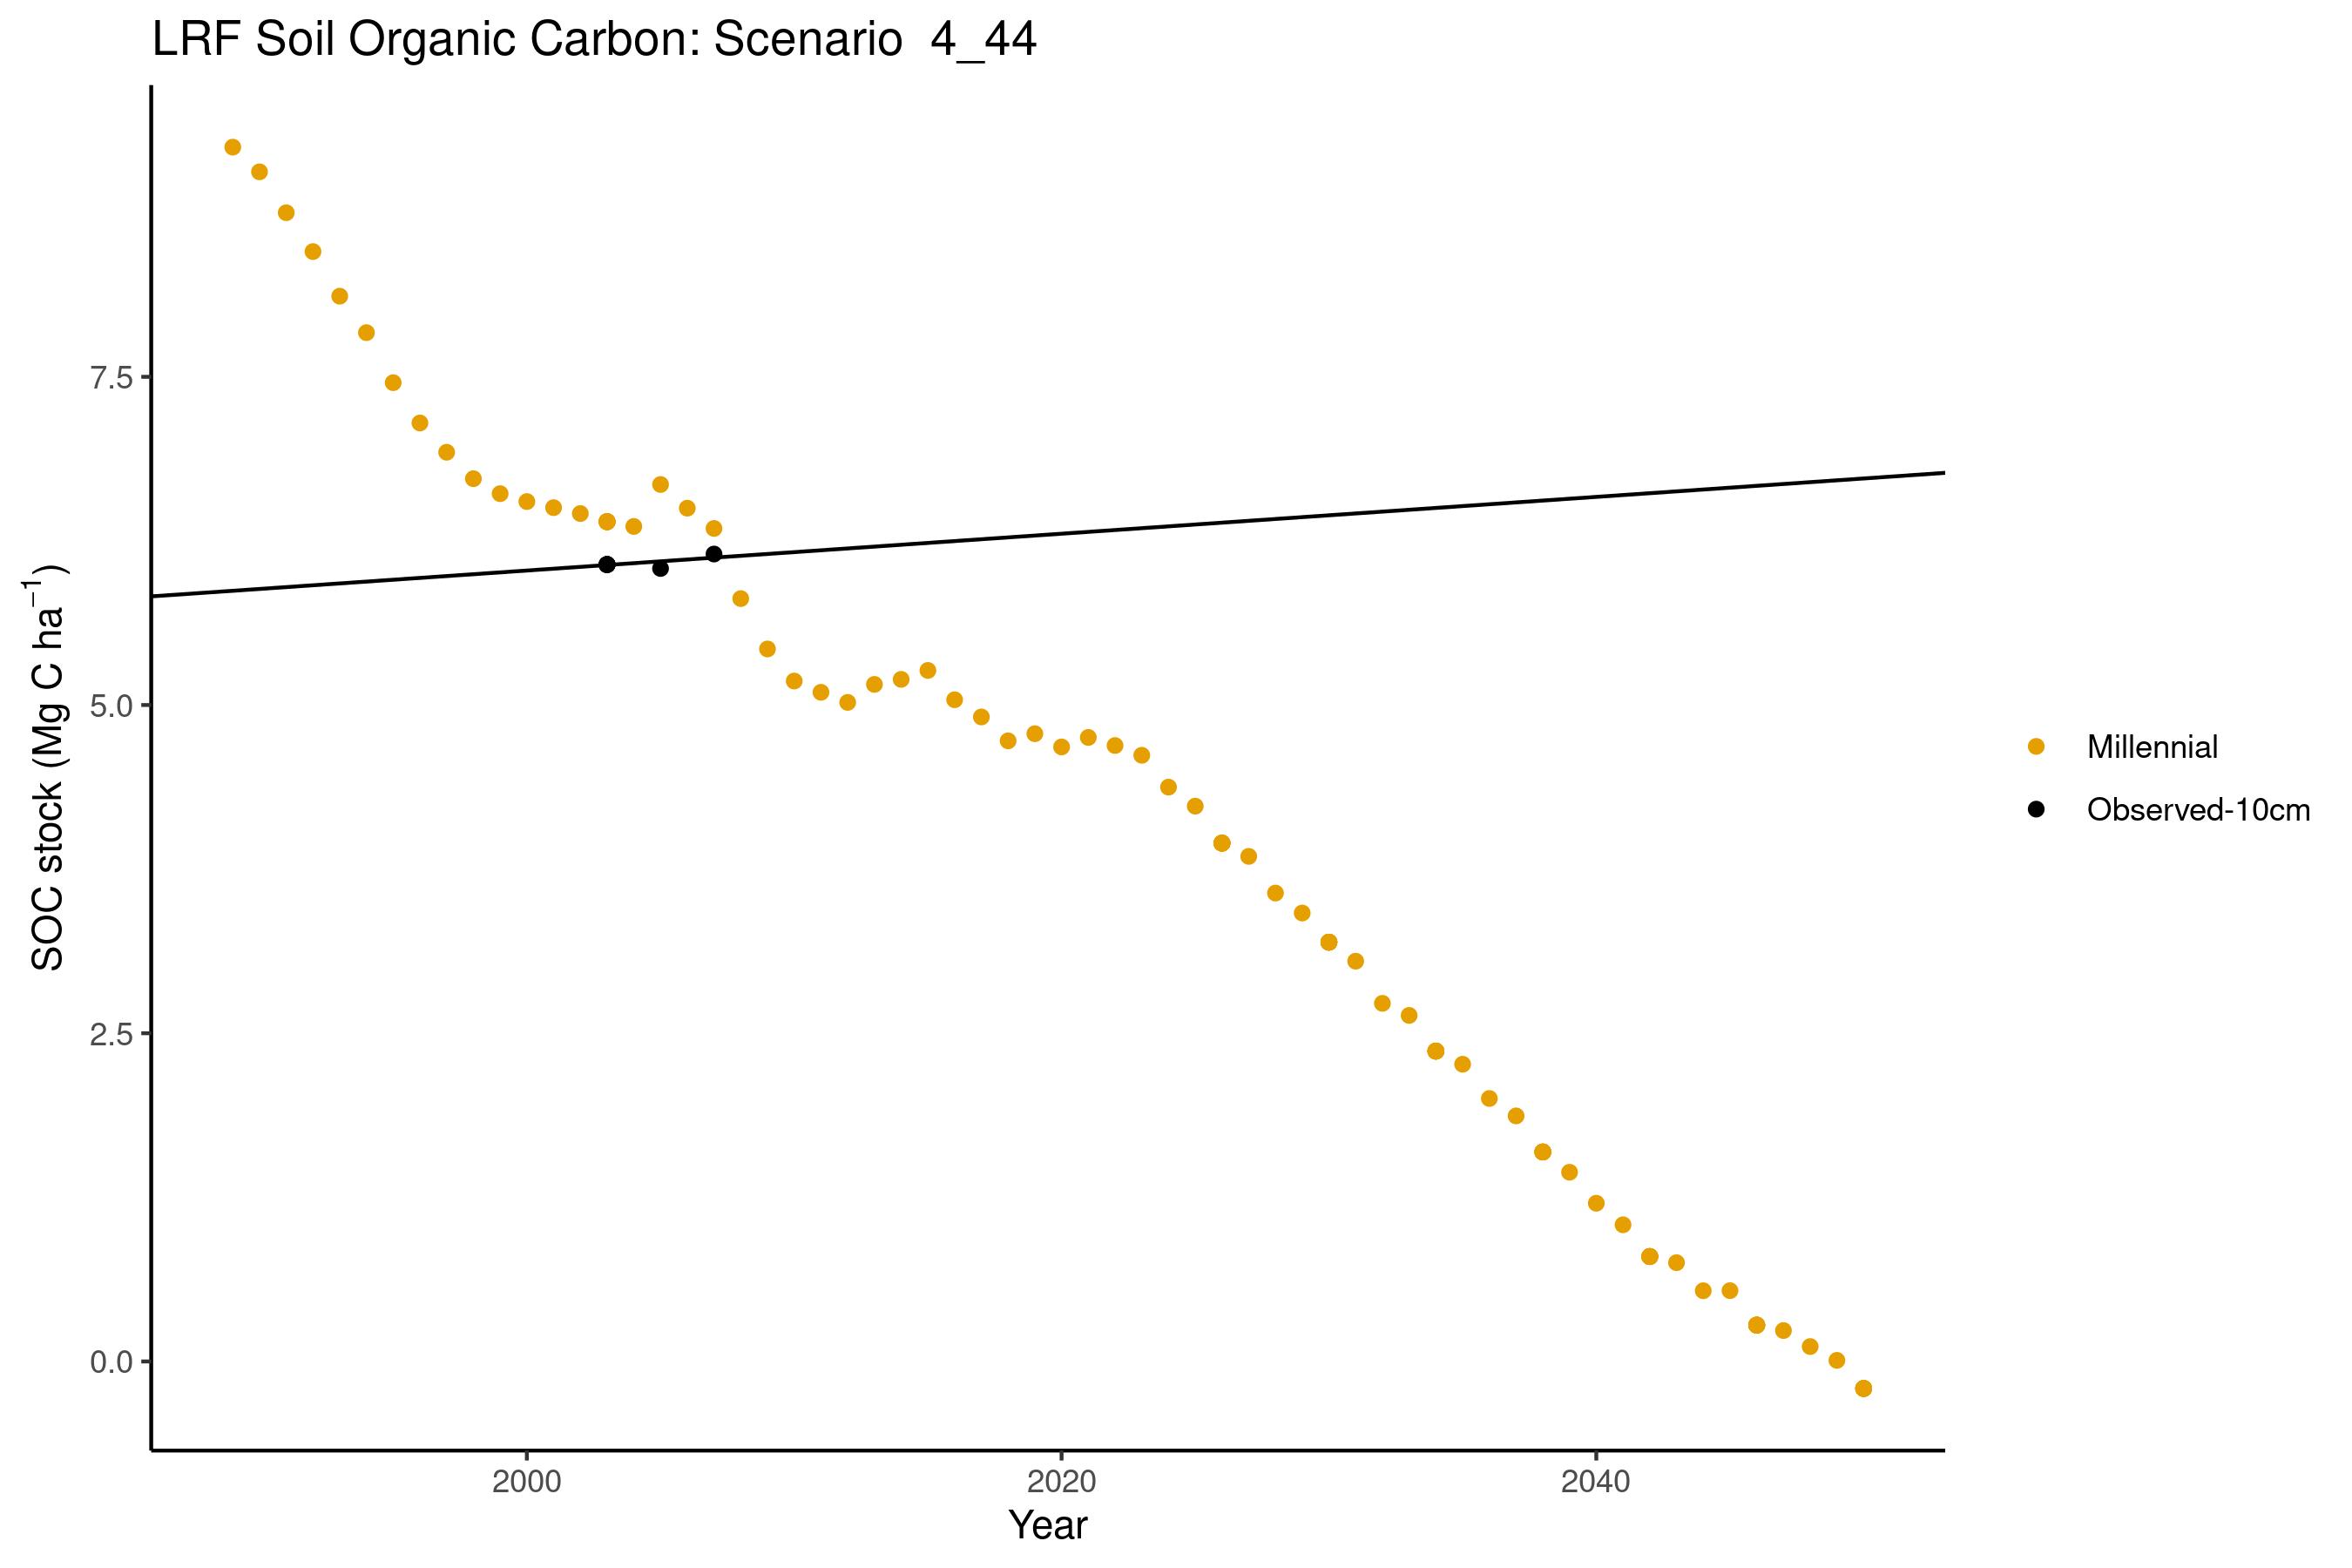 LRF Soil Organic Carbon: Scenario  4_44
SOC stock (Mg C ha⁻¹)
7.5
5.0
2.5
0.0
2000
2020
2040
Year
Millennial
Observed-10cm